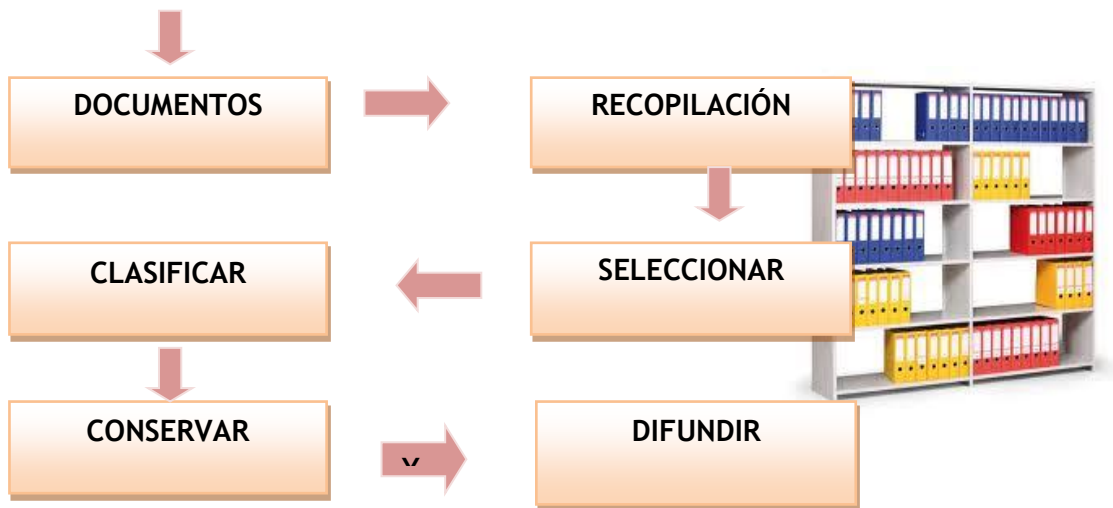 DOCUMENTOS
RECOPILACIÓN
SELECCIONAR
CLASIFICAR
CONSERVAR
DIFUNDIR